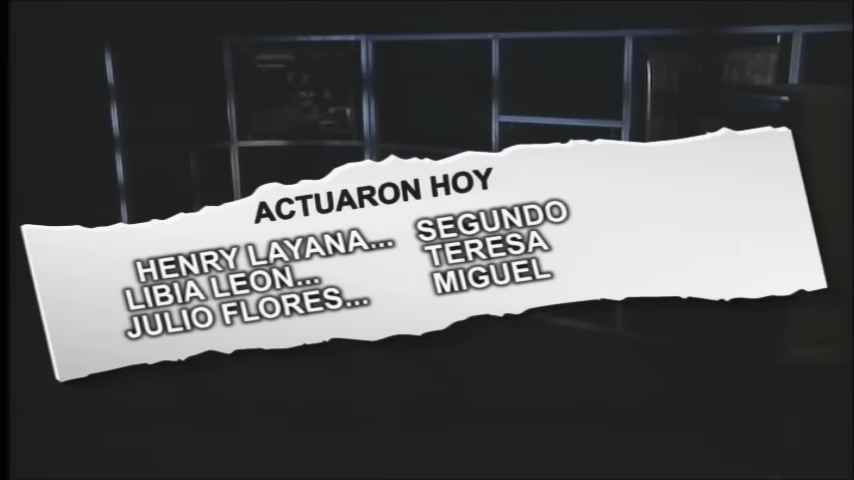 ACTUARON HOY
HENRY LAYANA... SEGUNDO
LIBIA LEON... TERESA
JULIO FLORES... MIGUEL